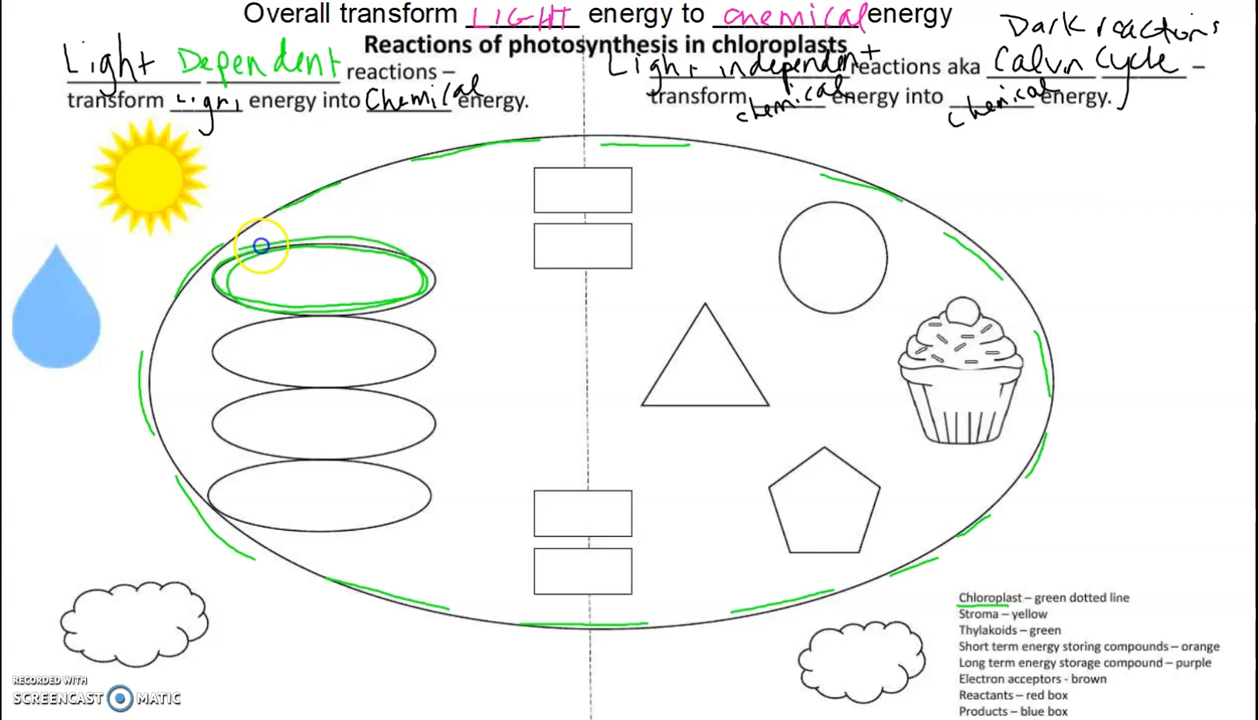 Overall transform LIGHT energy to chemical energy
Reactions of photosynthesis in chloroplasts
Light Dependent reactions –
transform Light energy into Chemical energy.
Dark reactions
Light independent reactions aka Calvin Cycle –
transform chemical energy into chemical energy.
Chloroplast – green dotted line
Stroma – yellow
Thylakoids – green
Short term energy storing compounds – orange
Long term energy storage compound – purple
Electron acceptors - brown
Reactants – red box
Products – blue box
RECORDED WITH
SCREENCAST MATIC